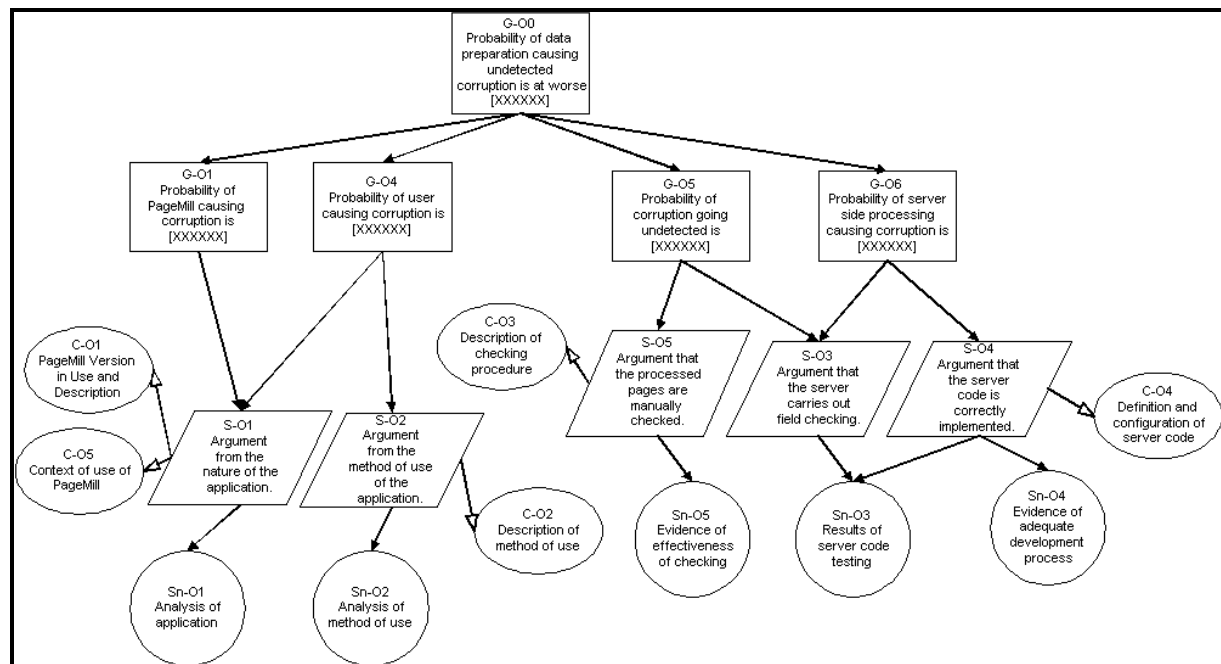 G-O0
Probability of data
preparation causing
undetected
corruption is at worse
[XXXXXX]
G-O1
Probability of
PageMill causing
corruption is
[XXXXXX]
G-O4
Probability of user
causing corruption is
[XXXXXX]
G-O5
Probability of
corruption going
undetected is
[XXXXXX]
G-O6
Probability of server
side processing
causing corruption is
[XXXXXX]
C-O1
PageMill Version
in Use and
Description
C-O5
Context of use of
PageMill
S-O1
Argument
from the
nature of the
application.
S-O2
Argument
from the
method of use
of the
application.
C-O3
Description of
checking
procedure
S-O5
Argument that
the processed
pages are
manually
checked.
S-O3
Argument that
the server
carries out
field checking.
S-O4
Argument that
the server
code is
correctly
implemented.
C-O4
Definition and
configuration of
server code
C-O2
Description of
method of use
Sn-O1
Analysis of
application
Sn-O2
Analysis of
method of use
Sn-O5
Evidence of
effectiveness
of checking
Sn-O3
Results of
server code
testing
Sn-O4
Evidence of
adequate
development
process